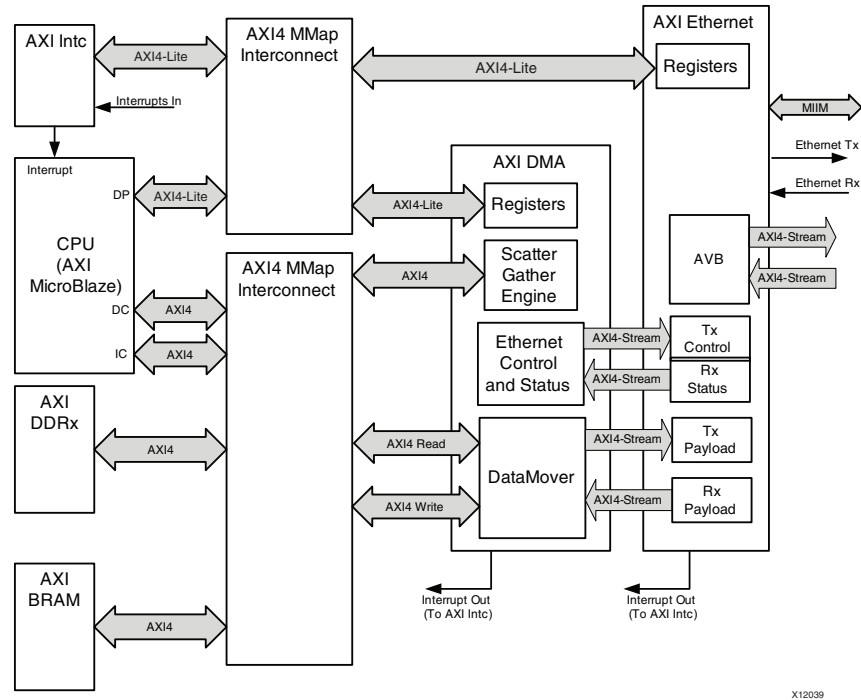 AXI Intc
AXI4-Lite
Interrupts In
AXI4 MMap
Interconnect
AXI4-Lite
AXI Ethernet
Registers
MIIM
Ethernet Tx
Ethernet Rx
Interrupt
DP
AXI4-Lite
CPU
(AXI
MicroBlaze)
DC
AXI4
IC
AXI4
AXI4-Lite
AXI DMA
Registers
AXI4 MMap
Interconnect
AXI4
Scatter
Gather
Engine
AVB
AXI4-Stream
AXI4-Stream
Ethernet
Control
and Status
AXI4-Stream
AXI4-Stream
Tx
Control
Rx
Status
AXI
DDRx
AXI4
AXI4 Read
AXI4 Write
DataMover
AXI4-Stream
AXI4-Stream
Tx
Payload
Rx
Payload
AXI
BRAM
AXI4
Interrupt Out
(To AXI Intc)
Interrupt Out
(To AXI Intc)
X12039